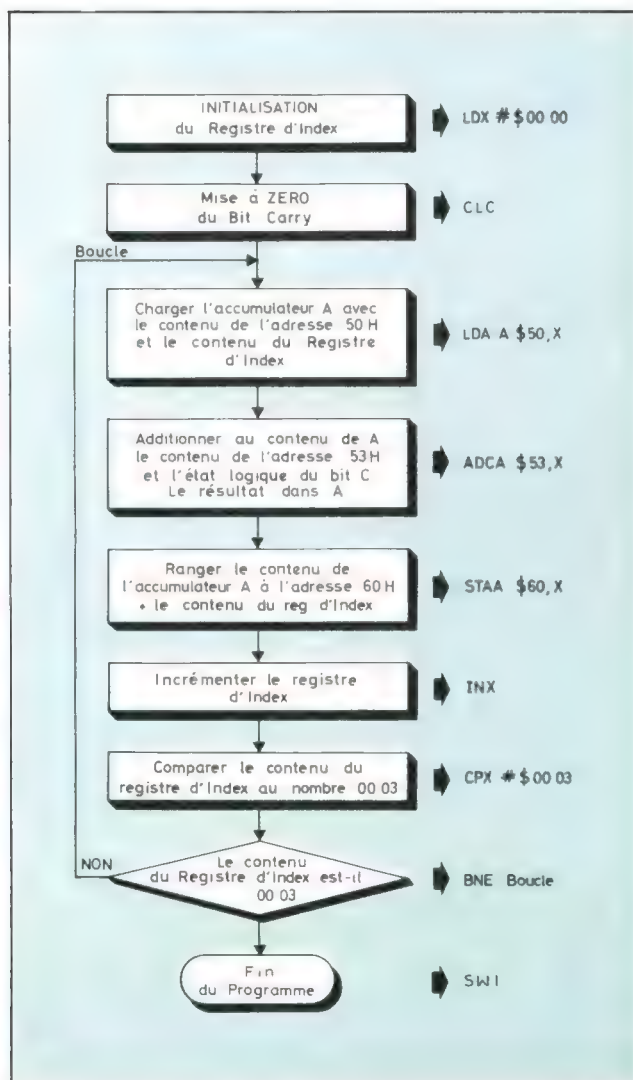 INITIALISATION
du Registre d'Index
LDX #$00 00
Mise à ZERO
du Bit Carry
CLC
Boucle
Charger l'accumulateur A avec
le contenu de l'adresse 50 H
et le contenu du Registre
d'Index
LDA A $50,X
Additionner au contenu de A
le contenu de l'adresse 53H
et l'état logique du bit C
Le résultat dans A
ADCA $53,X
Ranger le contenu de
l'accumulateur A à l'adresse 60H
+ le contenu du reg d'Index
STAA $60,X
Incrémenter le registre
d'Index
INX
Comparer le contenu du
registre d'Index au nombre 00 03
CPX #$00 03
NON
Le contenu
du Registre d'Index est-il
00 03
BNE Boucle
Fin
du Programme
SWI